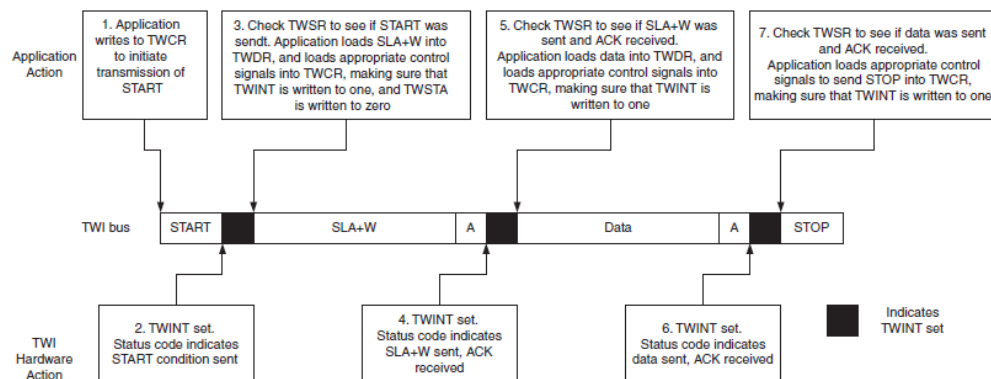 Application
Action
1. Application
writes to TWCR
to initiate
transmission of
START
3. Check TWSR to see if START was
sendt. Application loads SLA+W into
TWDR, and loads appropriate control
signals into TWCR, making sure that
TWINT is written to one, and TWSTA
is written to zero
5. Check TWSR to see if SLA+W was
sent and ACK received.
Application loads data into TWDR, and
loads appropriate control signals into
TWCR, making sure that TWINT is
written to one
7. Check TWSR to see if data was sent
and ACK received.
Application loads appropriate control
signals to send STOP into TWCR,
making sure that TWINT is written to one
TWI bus
START
SLA+W
A
Data
A
STOP
TWI
Hardware
Action
2. TWINT set.
Status code indicates
START condition sent
4. TWINT set.
Status code indicates
SLA+W sent, ACK
received
6. TWINT set.
Status code indicates
data sent, ACK received
Indicates
TWINT set